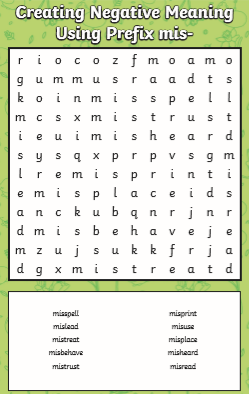 Creating Negative Meaning
Using Prefix mis-
r i o c o z f m o a m o
g u m m u s r a a d t s
k o i n m i s s p e l l
m c s x m i s t r u s t
i e u i m i s h e a r d
s y s q x p r p v s g m
l r e m i s p r i n t i
e m i s p l a c e i d s
a n c k u b q n r j n r
d m i s b e h a v e j e
m z u j s u k k f r j a
d g x m i s t r e a t d
misspell misprint
mislead misuse
mistreat misplace
misbehave misheard
mistrust misread